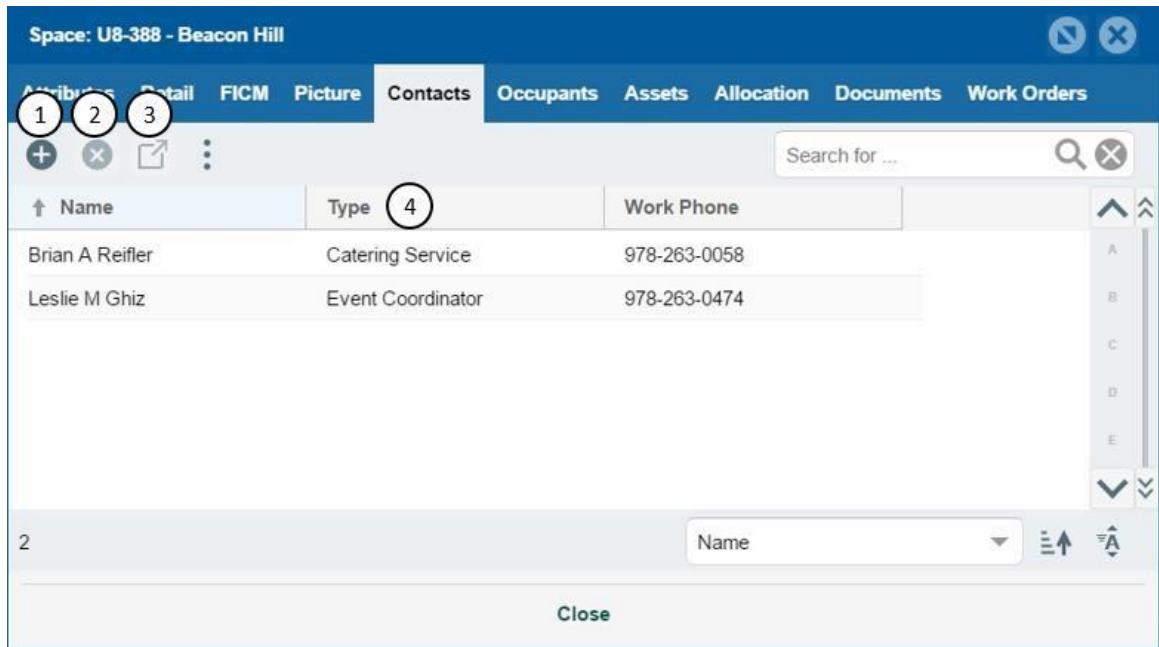 Space: U8-388 - Beacon Hill
Attributes Detail FICM Picture Contacts Occupants Assets Allocation Documents Work Orders
1 2 3
Search for ...
Name Type 4 Work Phone
Brian A Reifler Catering Service 978-263-0058
Leslie M Ghiz Event Coordinator 978-263-0474
A
B
C
D
E
2 Name
Close